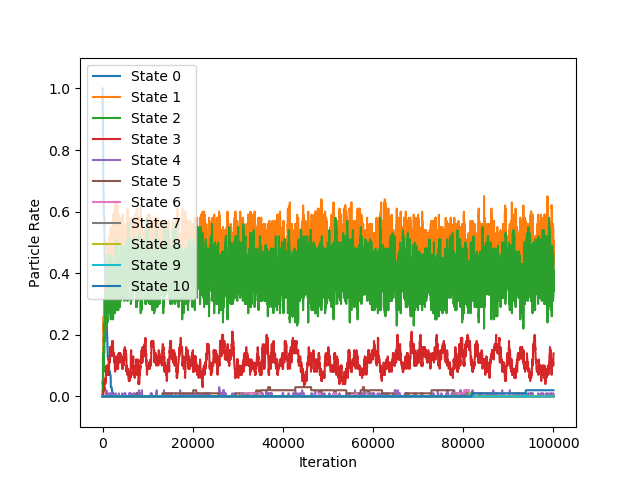 State 0
State 1
State 2
State 3
State 4
State 5
State 6
State 7
State 8
State 9
State 10
1.0
0.8
0.6
0.4
0.2
0.0
Particle Rate
0 20000 40000 60000 80000 100000
Iteration